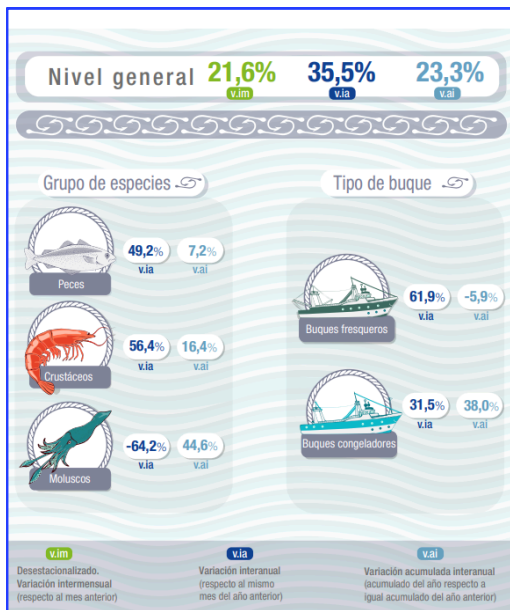 Nivel general 21,6% 35,5% 23,3%
v.im v.ia v.ai
Grupo de especies
49,2% 7,2%
v.ia v.ai
Peces
56,4% 16,4%
v.ia v.ai
Crustáceos
-64,2% 44,6%
v.ia v.ai
Moluscos
Tipo de buque
61,9% -5,9%
v.ia v.ai
Buques fresqueros
31,5% 38,0%
v.ia v.ai
Buques congeladores
v.im
Desestacionalizado.
Variación intermensual
(respecto al mes anterior)
v.ia
Variación interanual
(respecto al mismo
mes del año anterior)
v.ai
Variación acumulada interanual
(acumulado del año respecto a
igual acumulado del año anterior)